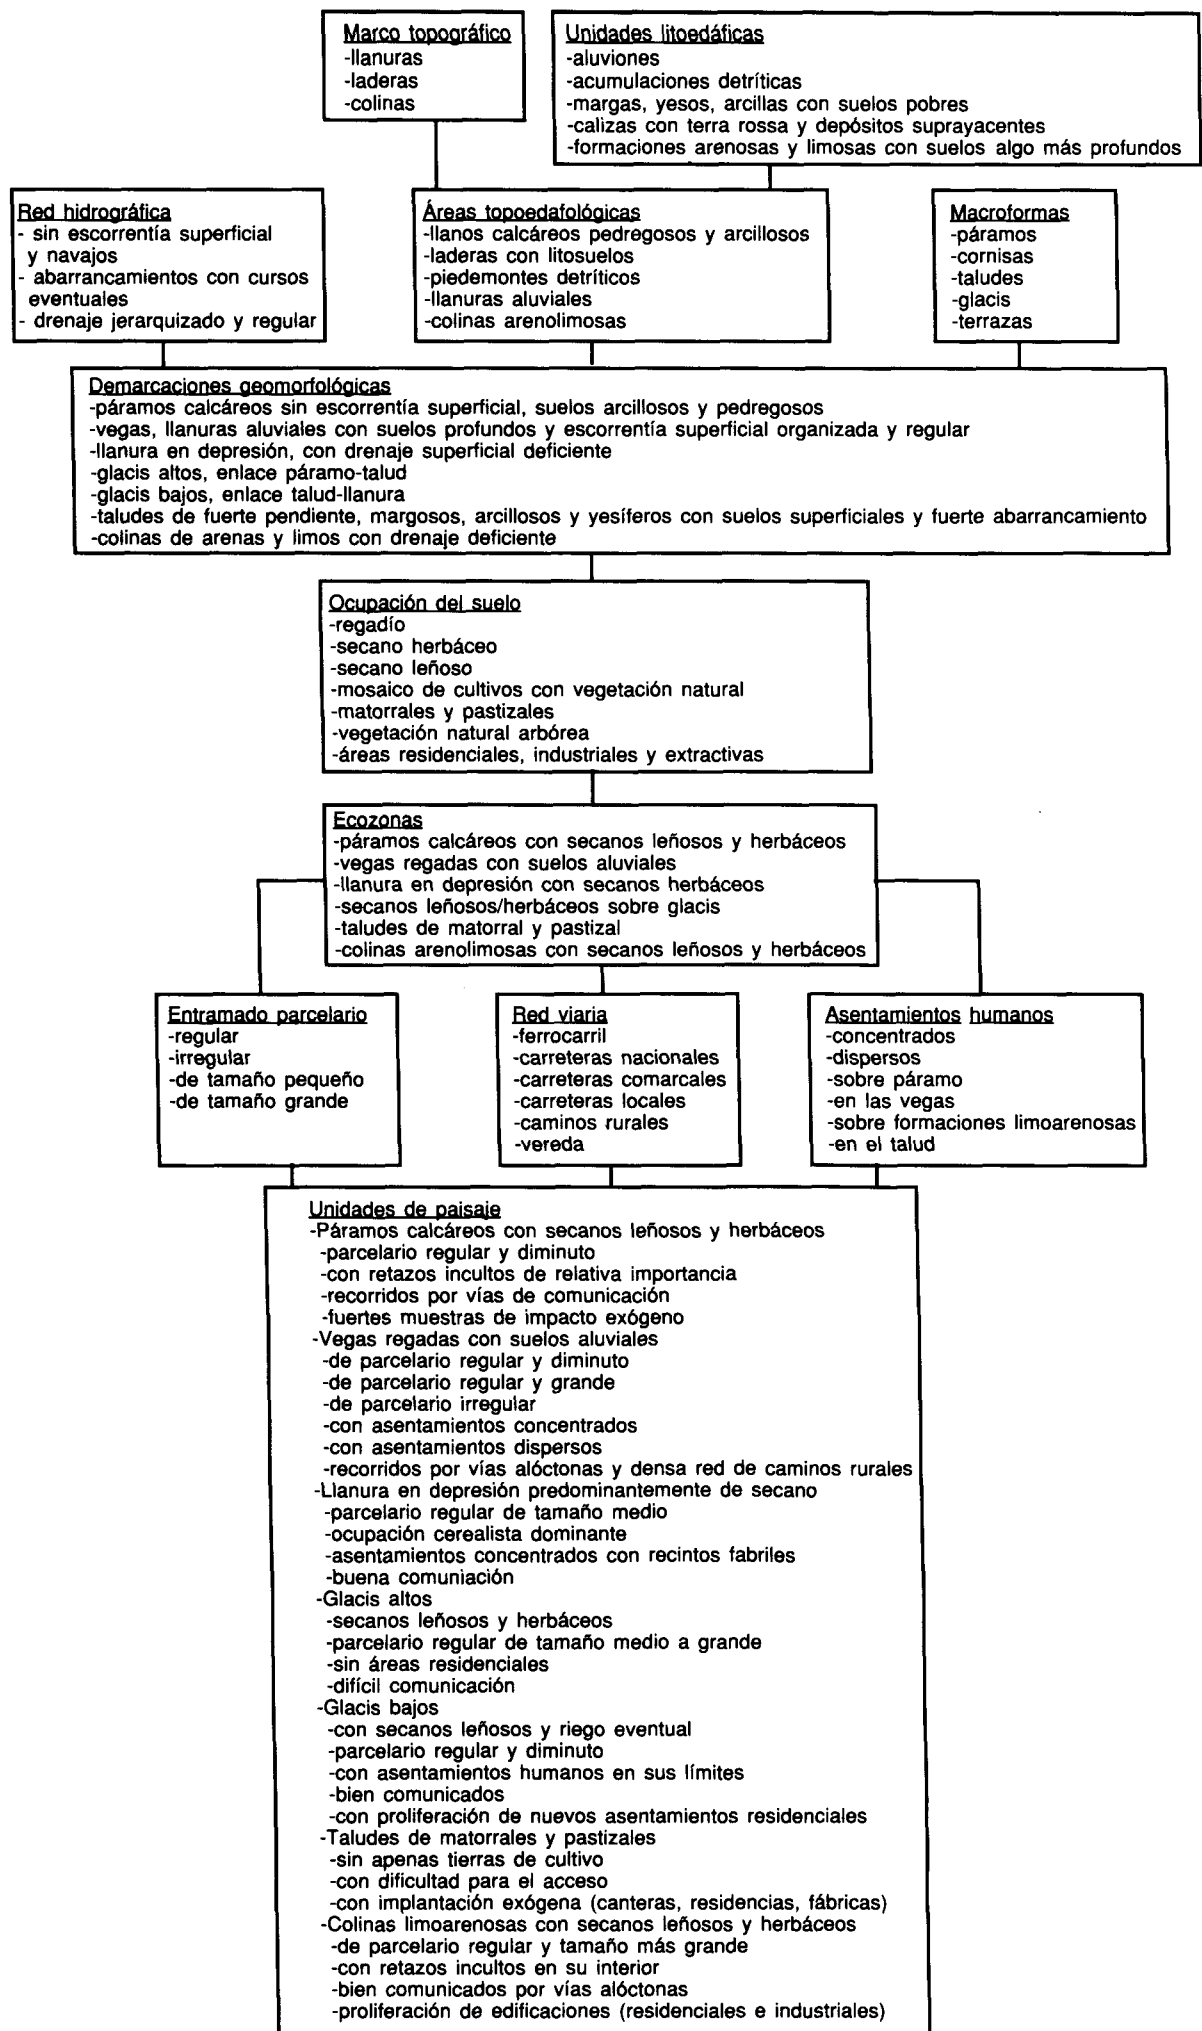 Marco topográfico
-llanuras
-laderas
-colinas
Unidades litoedáficas
-aluviones
-acumulaciones detríticas
-margas, yesos, arcillas con suelos pobres
-calizas con terra rossa y depósitos suprayacentes
-formaciones arenosas y limosas con suelos algo más profundos
Red hidrográfica
- sin escorrentía superficial
y navajos
- abarrancamientos con cursos
eventuales
- drenaje jerarquizado y regular
Áreas topoedafológicas
-llanos calcáreos pedregosos y arcillosos
-laderas con litosuelos
-piedemontes detríticos
-llanuras aluviales
-colinas arenolimosas
Macroformas
-páramos
-cornisas
-taludes
-glacis
-terrazas
Demarcaciones geomorfológicas
-páramos calcáreos sin escorrentía superficial, suelos arcillosos y pedregosos
-vegas, llanuras aluviales con suelos profundos y escorrentía superficial organizada y regular
-llanura en depresión, con drenaje superficial deficiente
-glacis altos, enlace páramo-talud
-glacis bajos, enlace talud-llanura
-taludes de fuerte pendiente, margosos, arcillosos y yesíferos con suelos superficiales y fuerte abarrancamiento
-colinas de arenas y limos con drenaje deficiente
Ocupación del suelo
-regadío
-secano herbáceo
-secano leñoso
-mosaico de cultivos con vegetación natural
-matorrales y pastizales
-vegetación natural arbórea
-áreas residenciales, industriales y extractivas
Ecozonas
-páramos calcáreos con secanos leñosos y herbáceos
-vegas regadas con suelos aluviales
-llanura en depresión con secanos herbáceos
-secanos leñosos/herbáceos sobre glacis
-taludes de matorral y pastizal
-colinas arenolimosas con secanos leñosos y herbáceos
Entramado parcelario
-regular
-irregular
-de tamaño pequeño
-de tamaño grande
Red viaria
-ferrocarril
-carreteras nacionales
-carreteras comarcales
-carreteras locales
-caminos rurales
-vereda
Asentamientos humanos
-concentrados
-dispersos
-sobre páramo
-en las vegas
-sobre formaciones limoarenosas
-en el talud
Unidades de paisaje
-Páramos calcáreos con secanos leñosos y herbáceos
-parcelario regular y diminuto
-con retazos incultos de relativa importancia
-recorridos por vías de comunicación
-fuertes muestras de impacto exógeno
-Vegas regadas con suelos aluviales
-de parcelario regular y diminuto
-de parcelario regular y grande
-de parcelario irregular
-con asentamientos concentrados
-con asentamientos dispersos
-recorridos por vías alóctonas y densa red de caminos rurales
-Llanura en depresión predominantemente de secano
-parcelario regular de tamaño medio
-ocupación cerealista dominante
-asentamientos concentrados con recintos fabriles
-buena comuniación
-Glacis altos
-secanos leñosos y herbáceos
-parcelario regular de tamaño medio a grande
-sin áreas residenciales
-difícil comunicación
-Glacis bajos
-con secanos leñosos y riego eventual
-parcelario regular y diminuto
-con asentamientos humanos en sus límites
-bien comunicados
-con proliferación de nuevos asentamientos residenciales
-Taludes de matorrales y pastizales
-sin apenas tierras de cultivo
-con dificultad para el acceso
-con implantación exógena (canteras, residencias, fábricas)
-Colinas limoarenosas con secanos leñosos y herbáceos
-de parcelario regular y tamaño más grande
-con retazos incultos en su interior
-bien comunicados por vías alóctonas
-proliferación de edificaciones (residenciales e industriales)